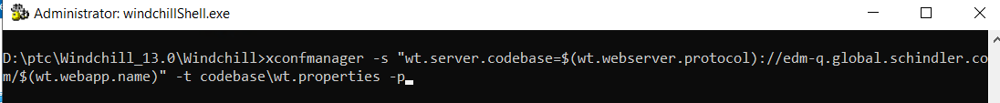 Administrator: windchillShell.exe
D:\ptc\Windchill_13.0\Windchill>xconfmanager -s "wt.server.codebase=$(wt.webserver.protocol)://edm-q.global.schindler.co
m/$(wt.webapp.name)" -t codebase\wt.properties -p